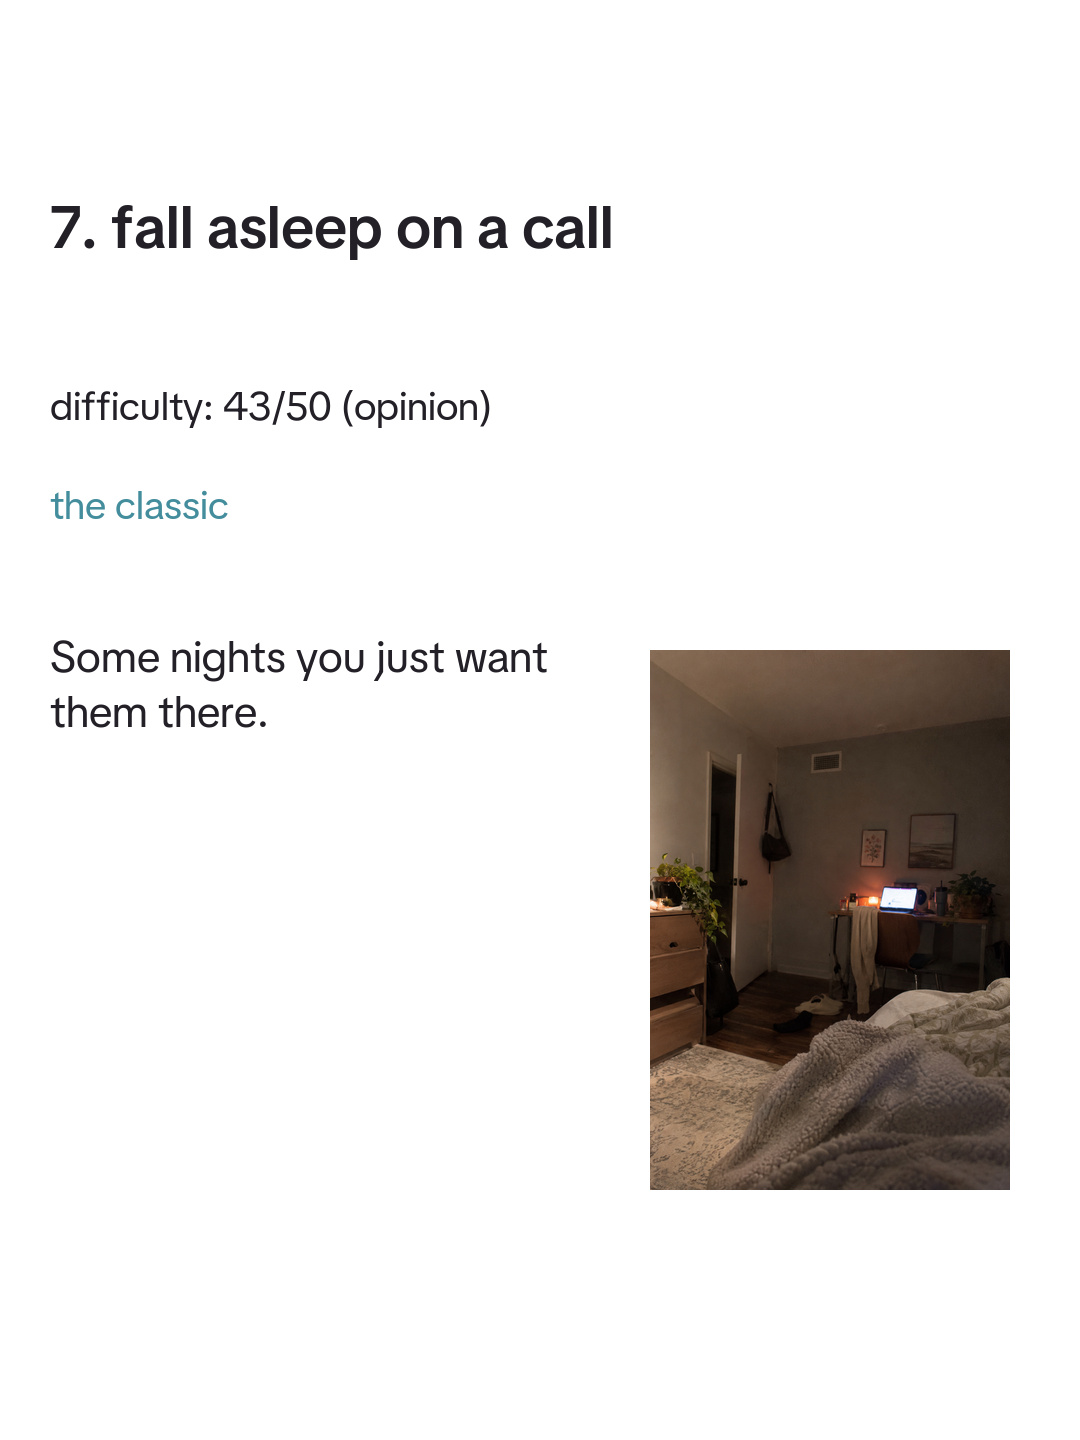 7. fall asleep on a call
difficulty: 43/50 (opinion)
the classic
Some nights you just want
them there.